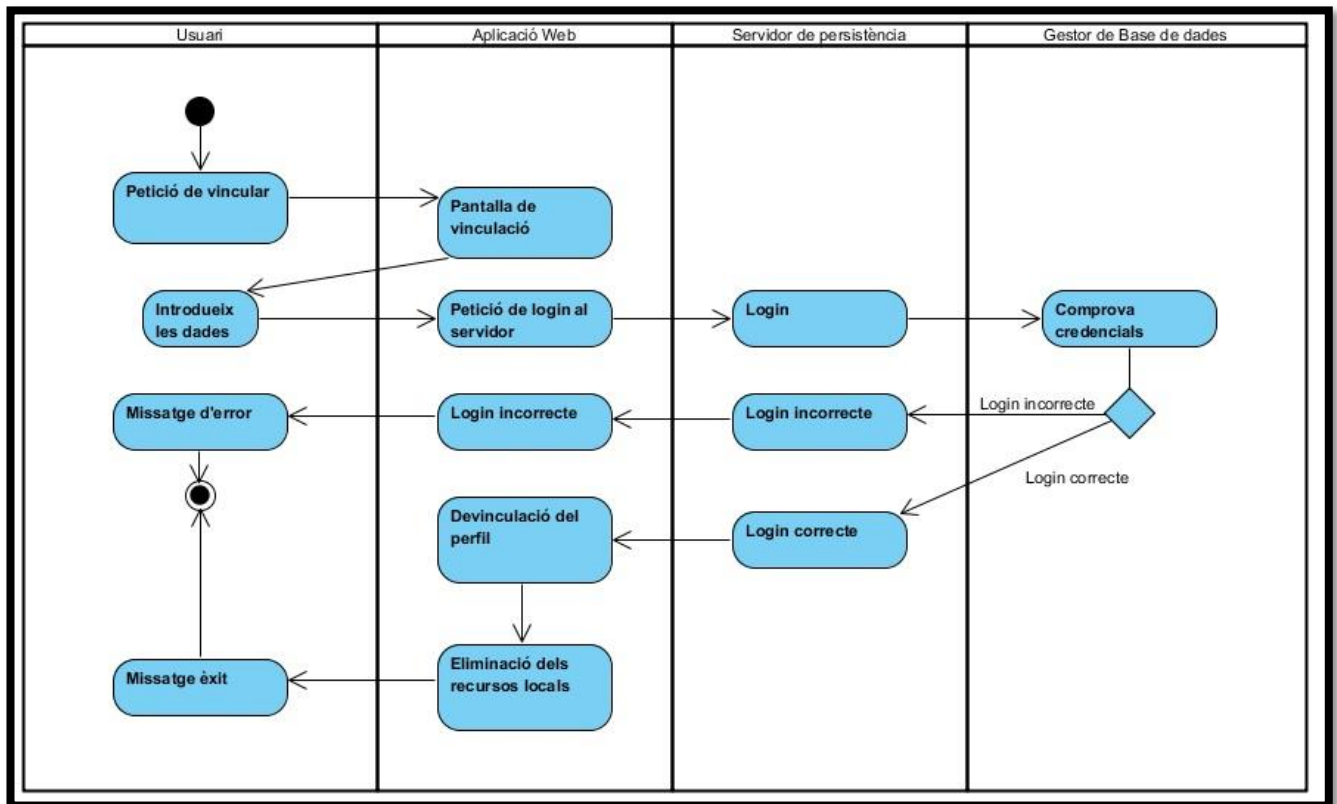 Usuari
Aplicació Web
Servidor de persistència
Gestor de Base de dades
Petició de vincular
Pantalla de
vinculació
Introdueix
les dades
Petició de login al
servidor
Login
Comprova
credencials
Missatge d'error
Login incorrecte
Login incorrecte
Login incorrecte
Login correcte
Devinculació del
perfil
Login correcte
Missatge èxit
Eliminació dels
recursos locals